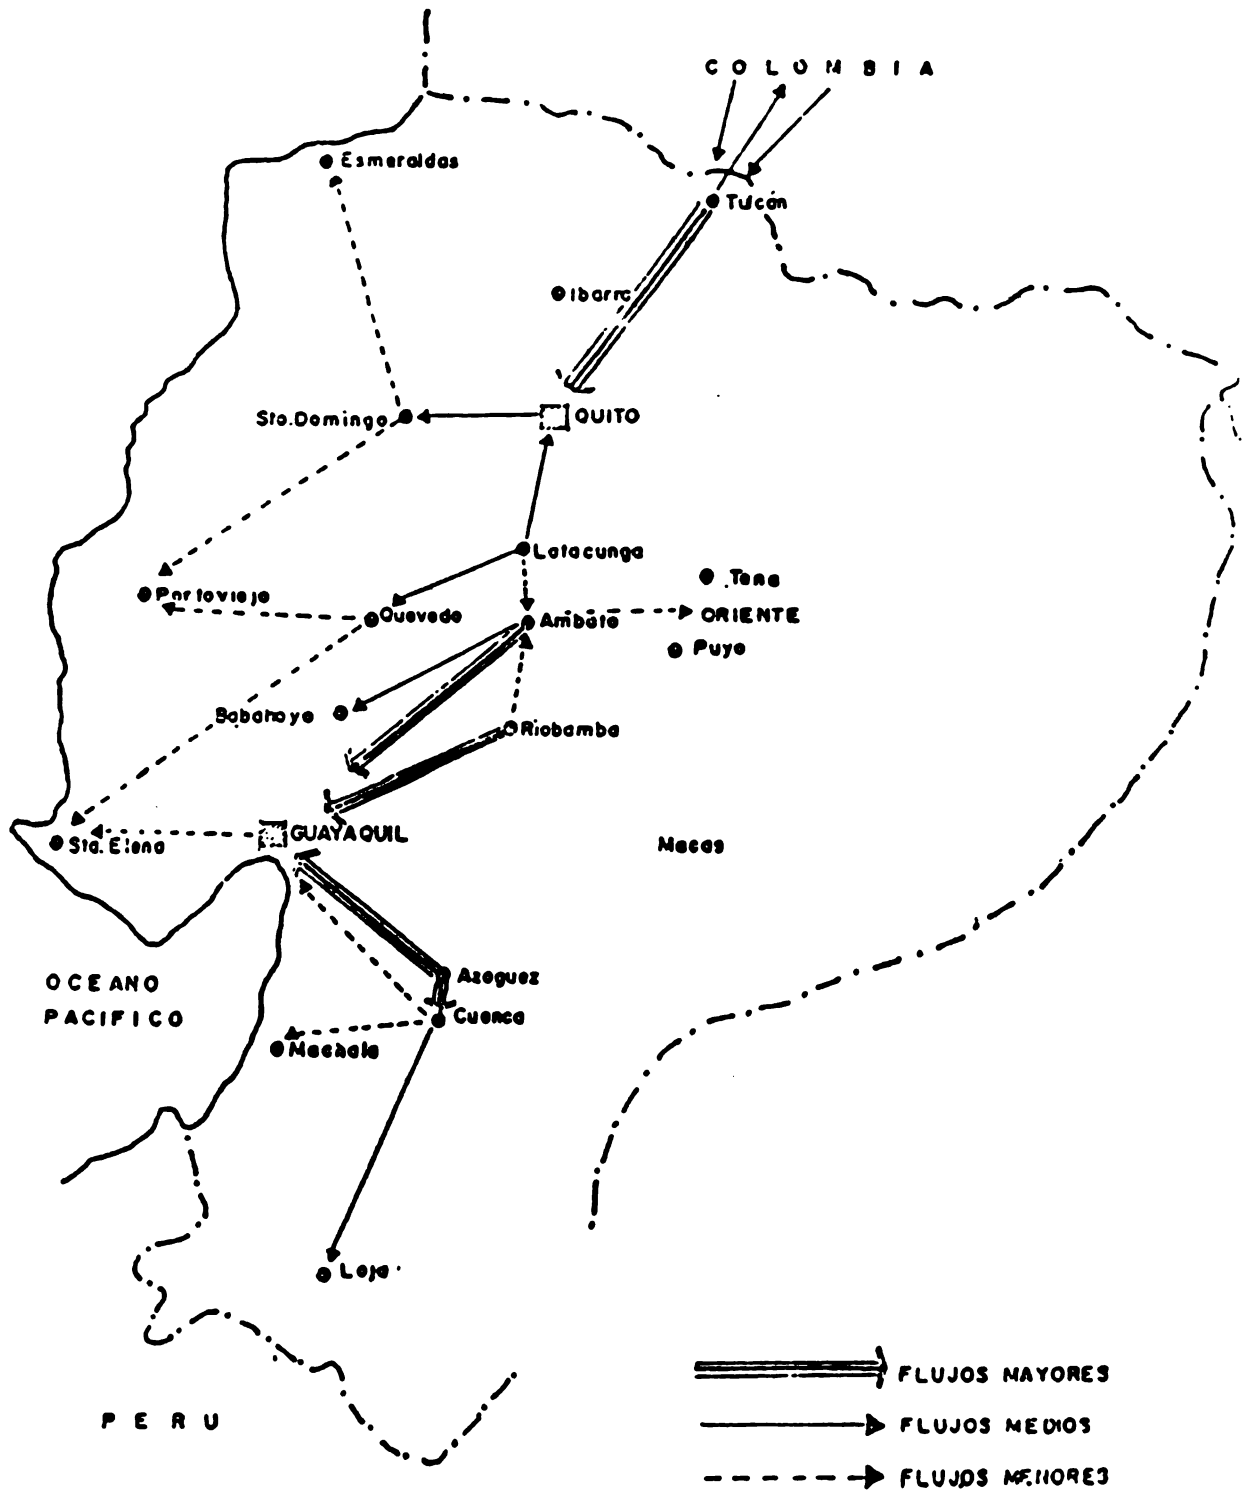 COLOMBIA
Esmeraldas
Tulcán
Ibarra
Sto.Domingo
QUITO
Latacunga
Tena
Portoviejo
Quevedo
Ambato
ORIENTE
Puyo
Babahoyo
Riobamba
GUAYAQUIL
Sta. Elena
Macas
Azoguez
OCEANO
PACIFICO
Cuenca
Machala
Loja
PERU
FLUJOS MAYORES
FLUJOS MEDIOS
FLUJOS MENORES